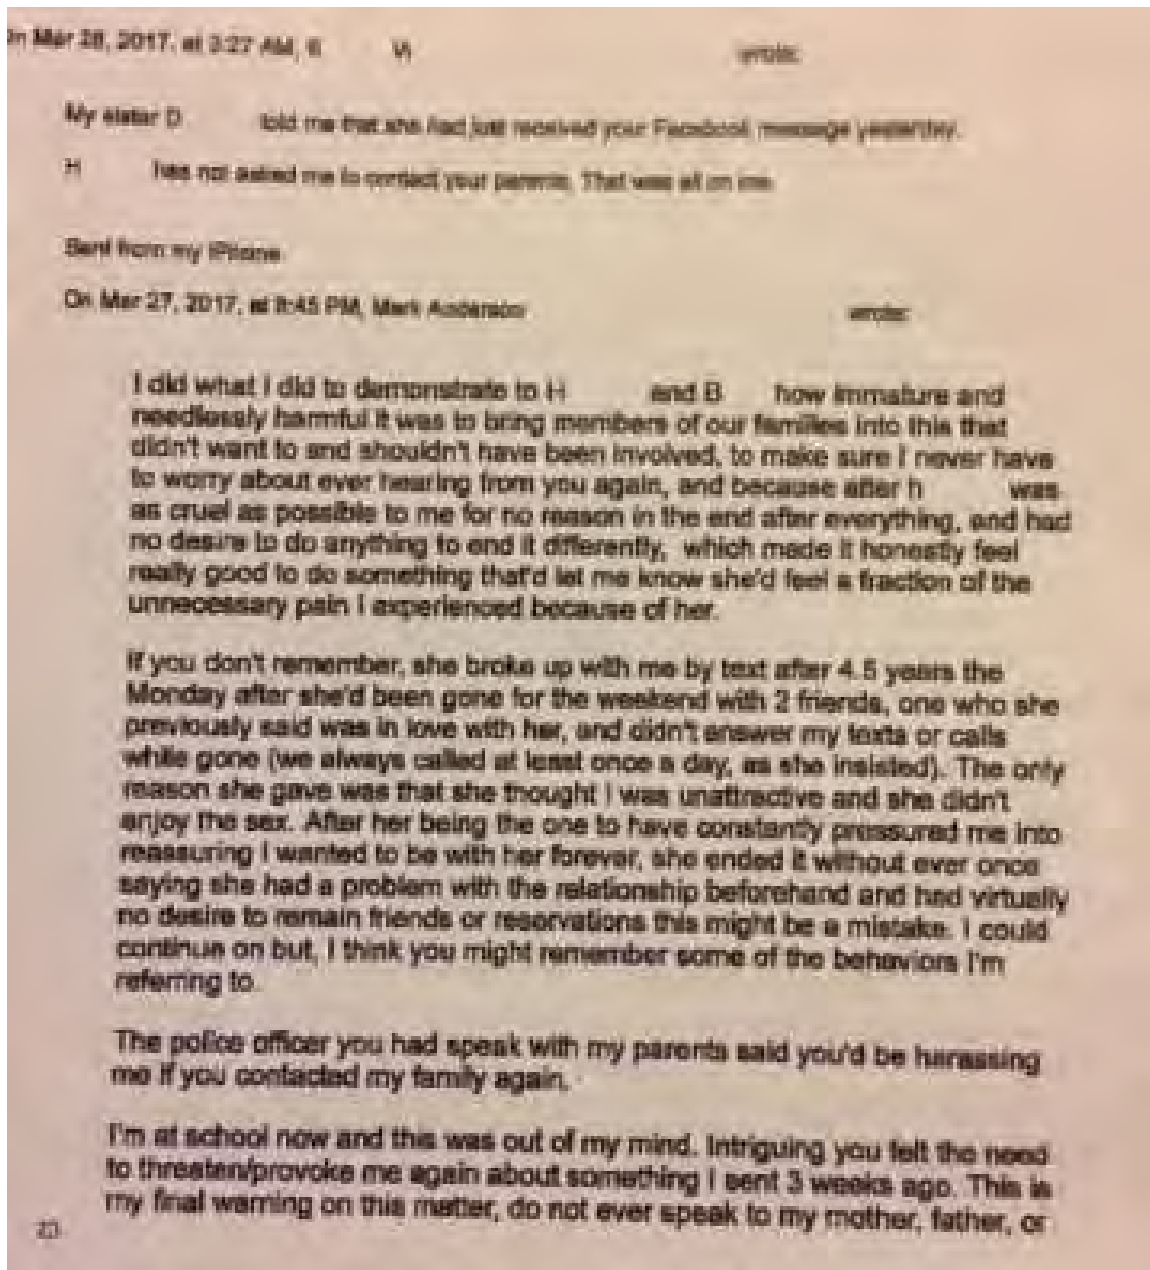 On Mar 28, 2017, at 3:27 AM, wrote:
My sister D told me that she had just received your Facebook message yesterday.
H has not asked me to contact your parents. That was all on me.
Sent from my iPhone
On Mar 27, 2017, at 8:45 PM, Mark Anderson wrote:
I did what I did to demonstrate to H and B how immature and
needlessly harmful it was to bring members of our families into this that
didn't want to and shouldn't have been involved, to make sure I never have
to worry about ever hearing from you again, and because after h was
as cruel as possible to me for no reason in the end after everything, and had
no desire to do anything to end it differently, which made it honestly feel
really good to do something that'd let me know she'd feel a fraction of the
unnecessary pain I experienced because of her.
If you don't remember, she broke up with me by text after 4.5 years the
Monday after she'd been gone for the weekend with 2 friends, one who she
previously said was in love with her, and didn't answer my texts or calls
while gone (we always called at least once a day, as she insisted). The only
reason she gave was that she thought I was unattractive and she didn't
enjoy the sex. After her being the one to have constantly pressured me into
reassuring I wanted to be with her forever, she ended it without ever once
saying she had a problem with the relationship beforehand and had virtually
no desire to remain friends or reservations this might be a mistake. I could
continue on but, I think you might remember some of the behaviors I'm
referring to.
The police officer you had speak with my parents said you'd be harassing
me if you contacted my family again.
I'm at school now and this was out of my mind. Intriguing you felt the need
to threaten/provoke me again about something I sent 3 weeks ago. This is
my final warning on this matter, do not ever speak to my mother, father, or